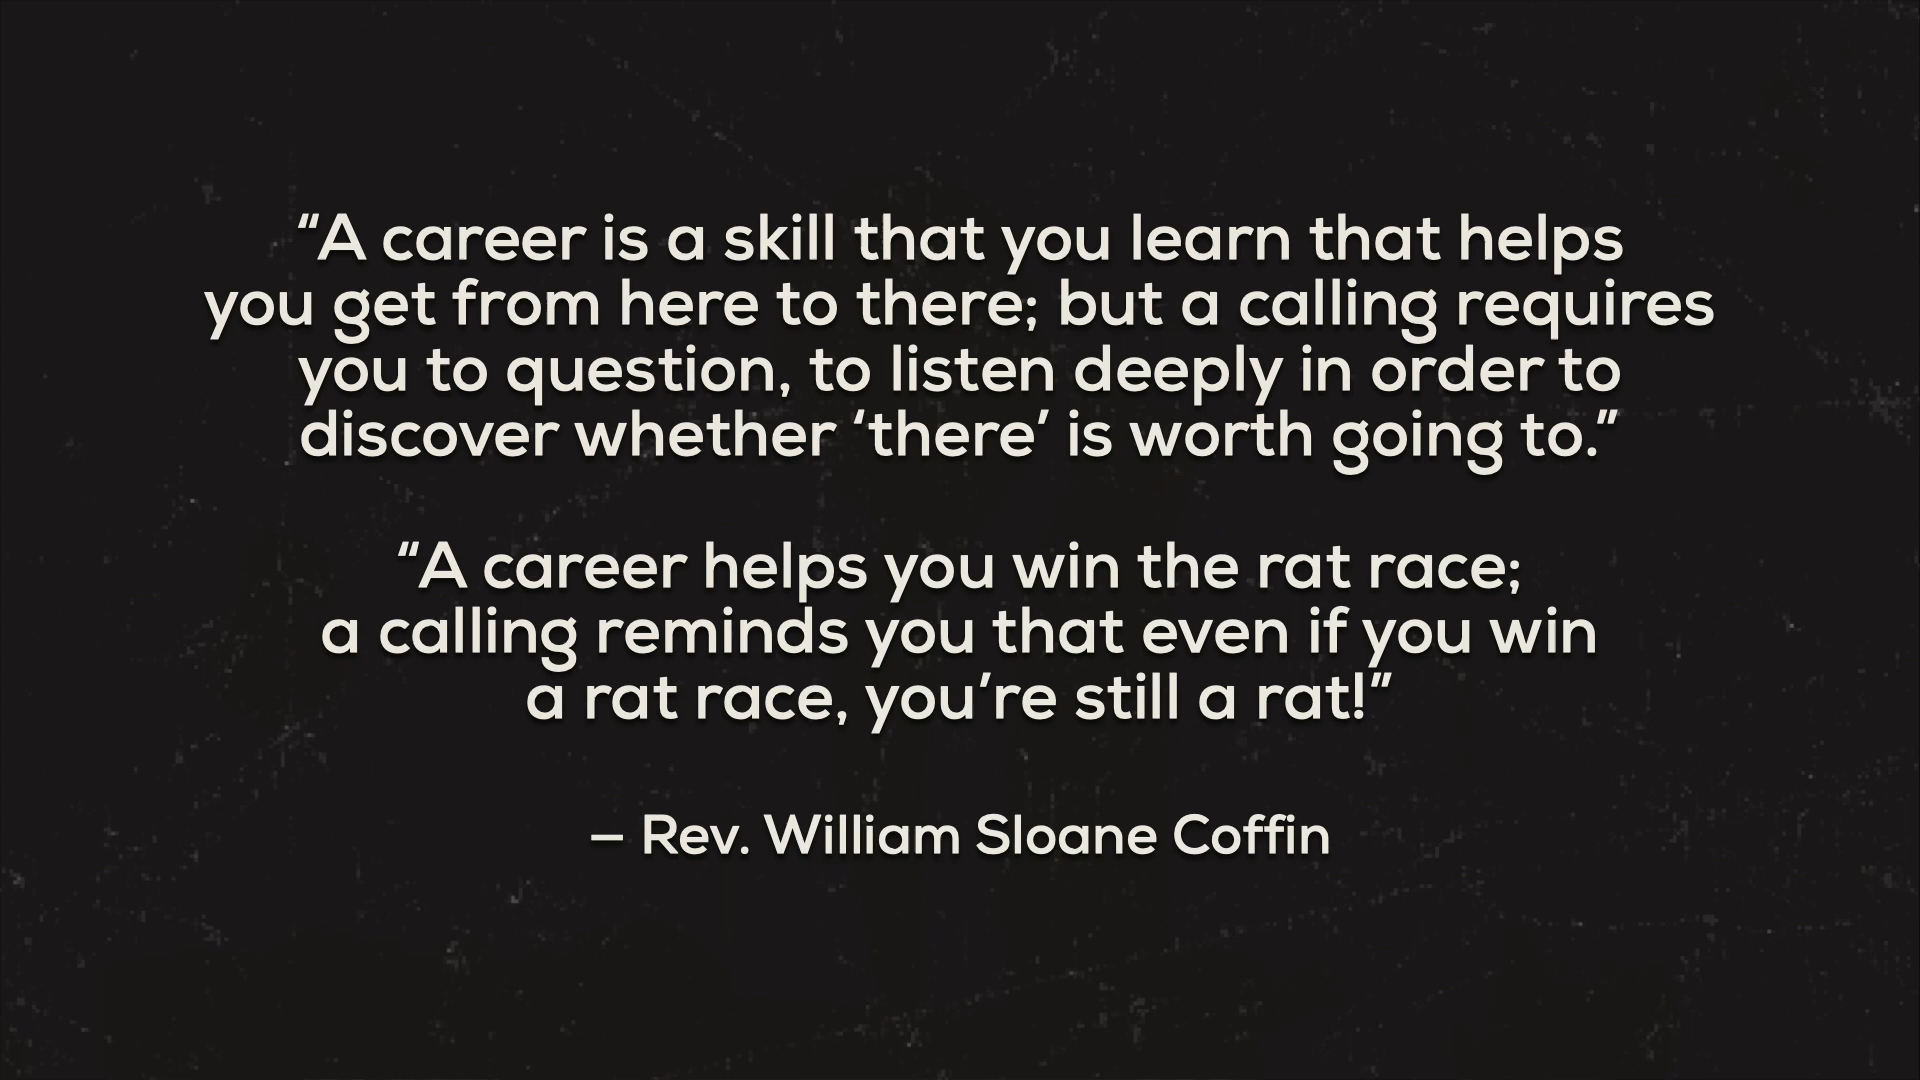 “A career is a skill that you learn that helps
you get from here to there; but a calling requires
you to question, to listen deeply in order to
discover whether ‘there’ is worth going to.”
“A career helps you win the rat race;
a calling reminds you that even if you win
a rat race, you’re still a rat!”
– Rev. William Sloane Coffin